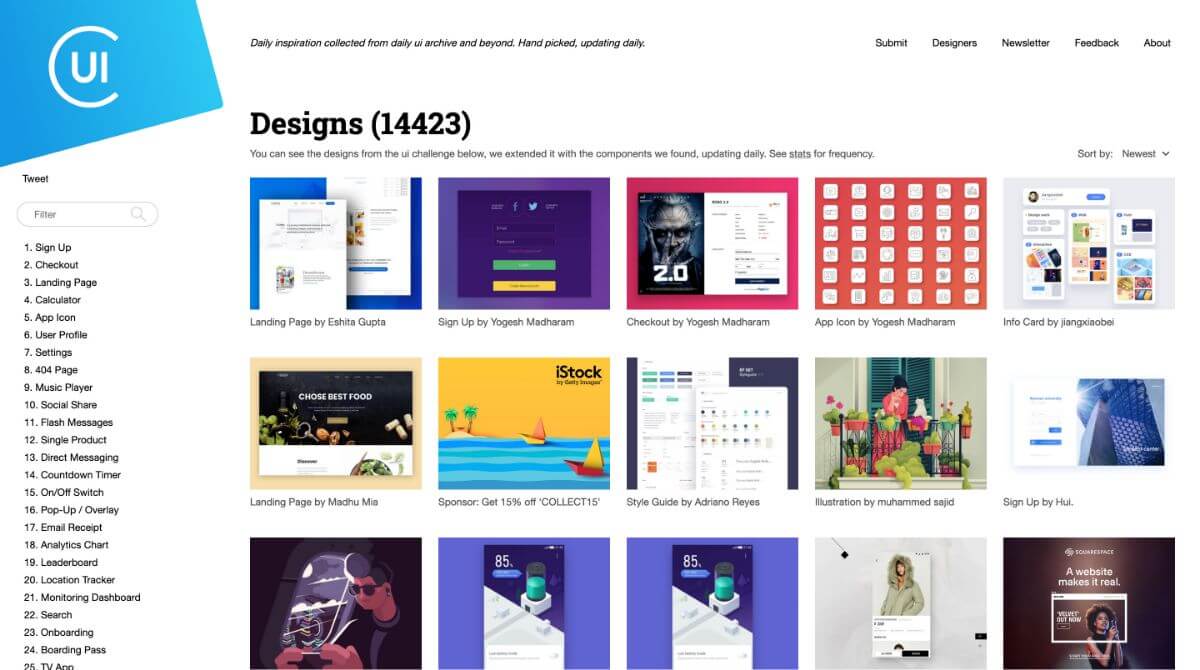 UI
Daily inspiration collected from daily ui archive and beyond. Hand picked, updating daily.
Submit
Designers
Newsletter
Feedback
About
Designs (14423)
You can see the designs from the ui challenge below, we extended it with the components we found, updating daily. See stats for frequency.
Sort by: Newest
Tweet
Filter
1. Sign Up
2. Checkout
3. Landing Page
4. Calculator
5. App Icon
6. User Profile
7. Settings
8. 404 Page
9. Music Player
10. Social Share
11. Flash Messages
12. Single Product
13. Direct Messaging
14. Countdown Timer
15. On/Off Switch
16. Pop-Up / Overlay
17. Email Receipt
18. Analytics Chart
19. Leaderboard
20. Location Tracker
21. Monitoring Dashboard
22. Search
23. Onboarding
24. Boarding Pass
25. TV App
Email
Password
2.0
Landing Page by Eshita Gupta
Sign Up by Yogesh Madharam
Checkout by Yogesh Madharam
App Icon by Yogesh Madharam
Info Card by jiangxiaobei
CHOSE BEST FOOD
Discover
iStock
by Getty Images
Landing Page by Madhu Mia
Sponsor: Get 15% off ‘COLLECT15’
Style Guide by Adriano Reyes
Illustration by muhammed sajid
Sign Up by Hui.
85%
85%
SQUARESPACE
A website
makes it real.
'VELVET'
OUT NOW